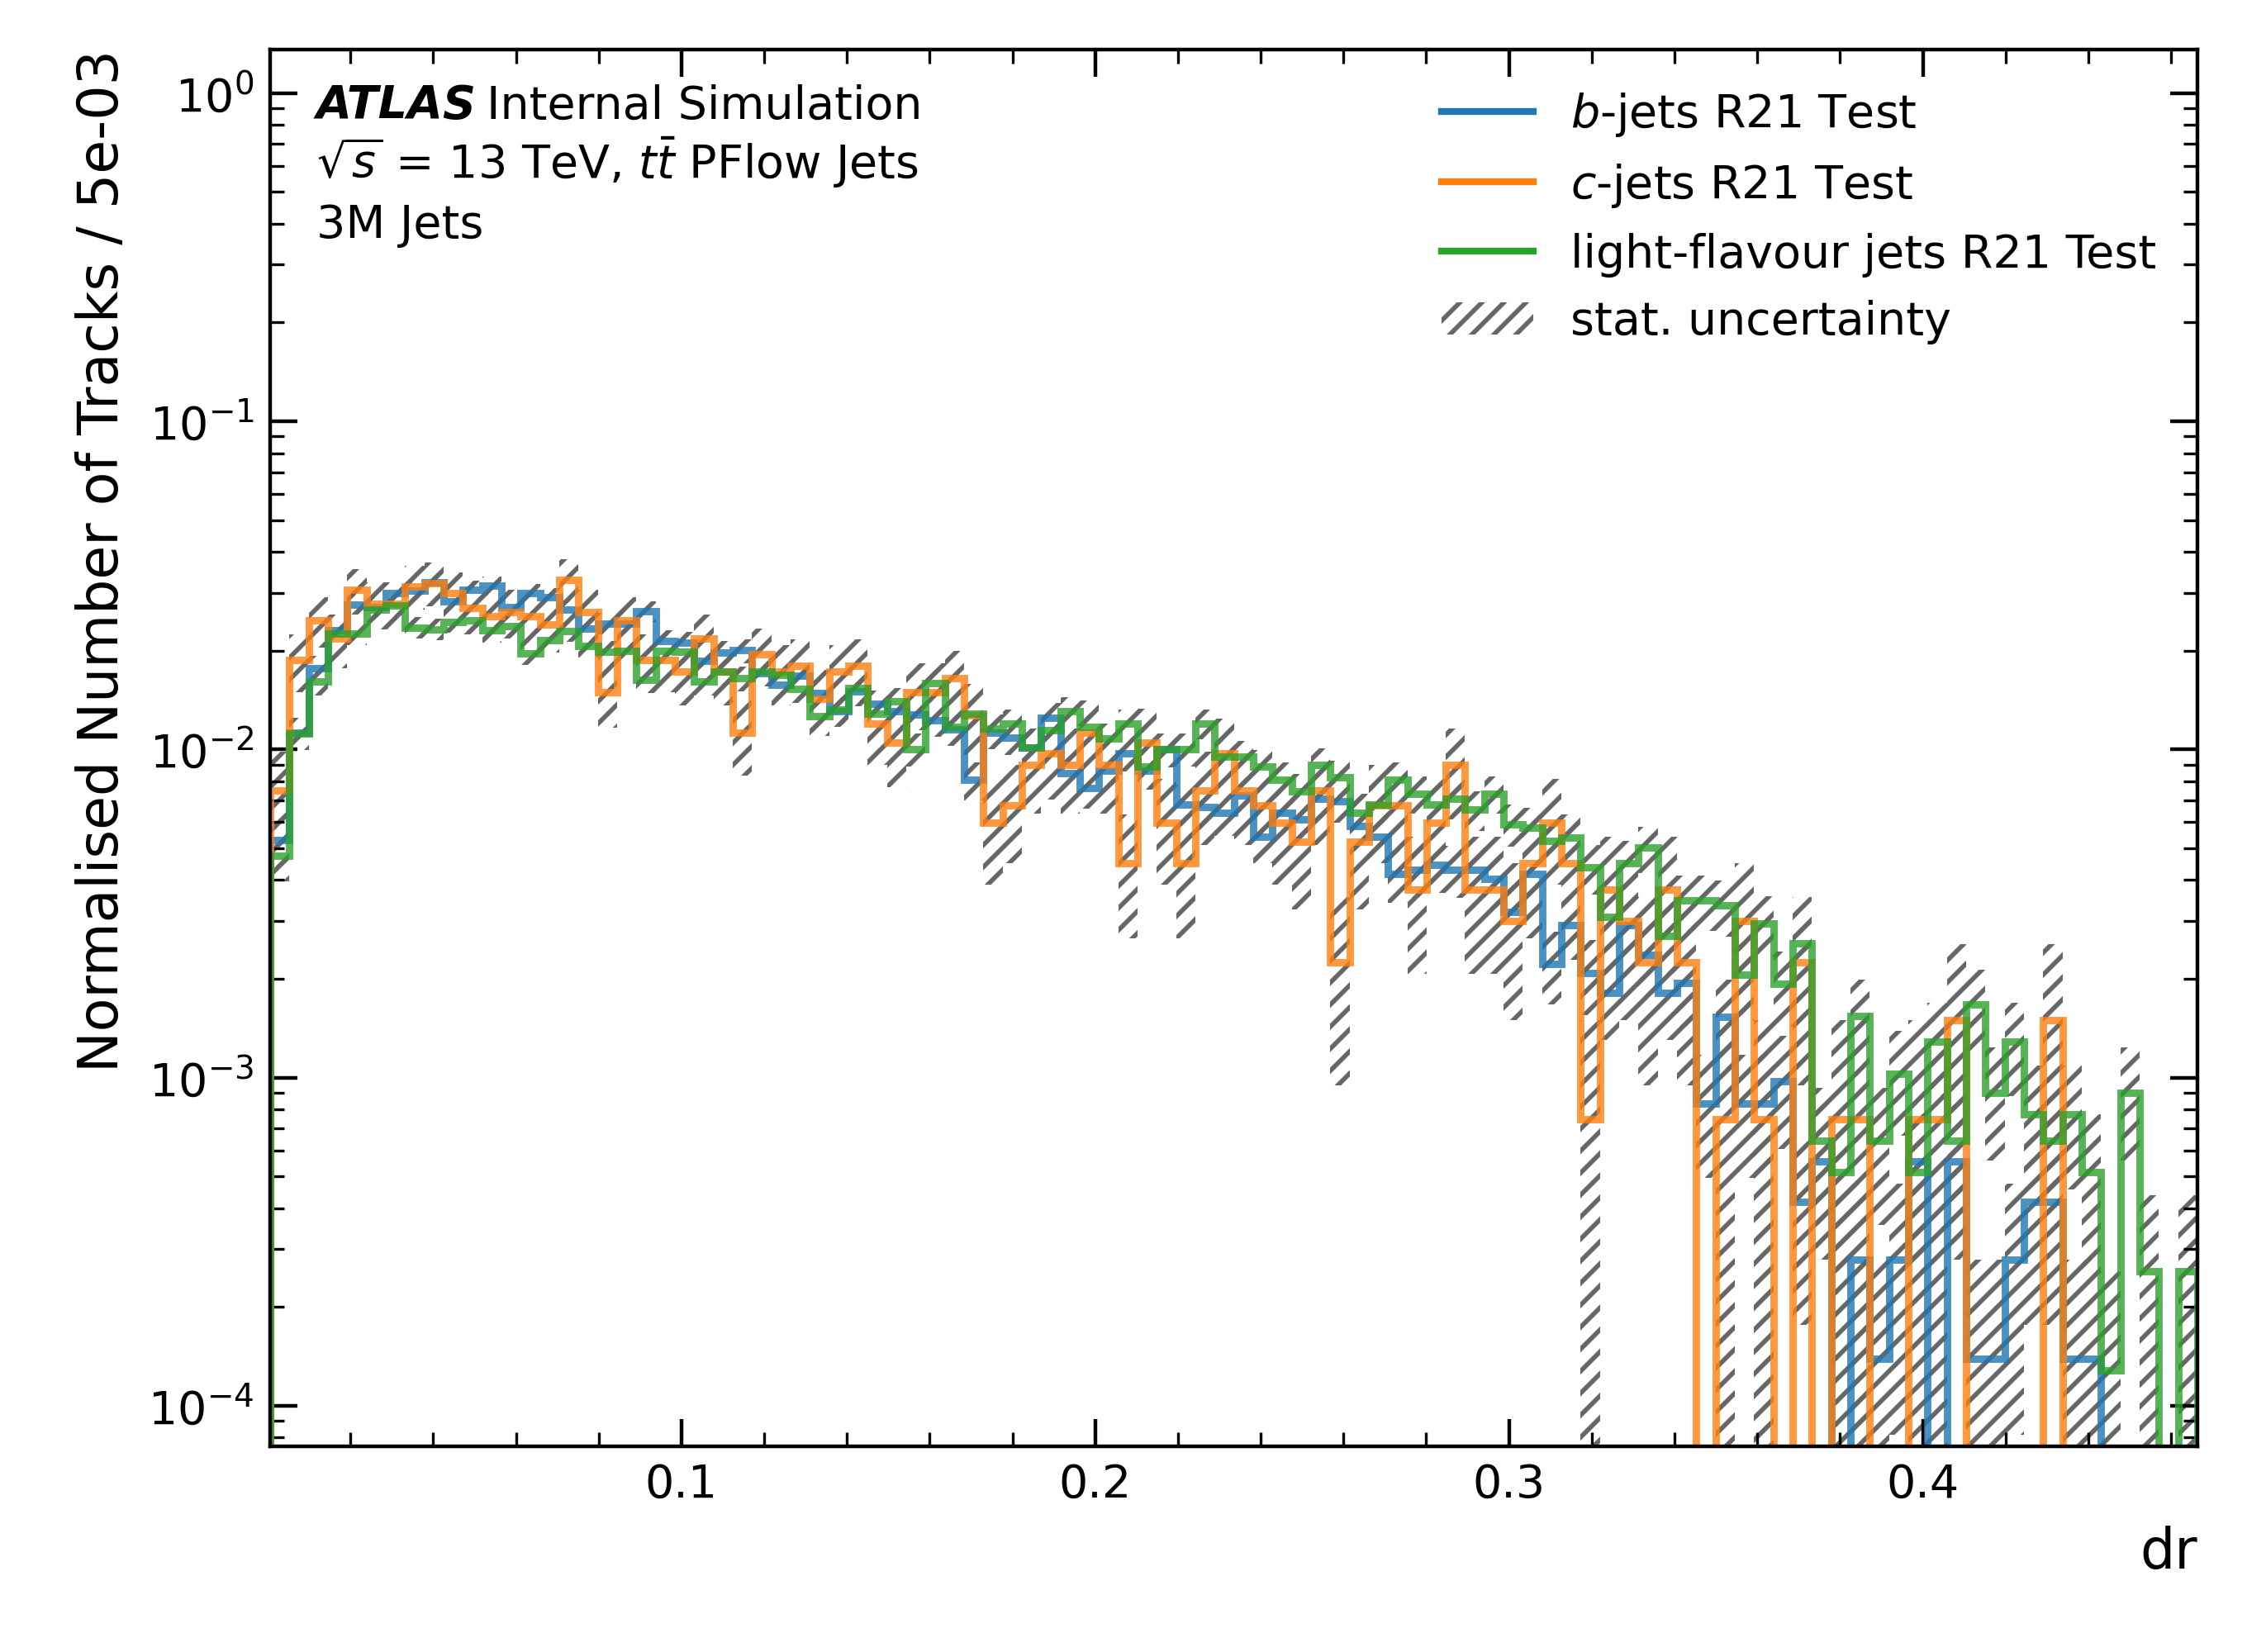 Normalised Number of Tracks / 5e-03
10⁰
10⁻¹
10⁻²
10⁻³
10⁻⁴
ATLAS Internal Simulation
√s = 13 TeV, tt̄ PFlow Jets
3M Jets
b-jets R21 Test
c-jets R21 Test
light-flavour jets R21 Test
stat. uncertainty
0.1 0.2 0.3 0.4
dr